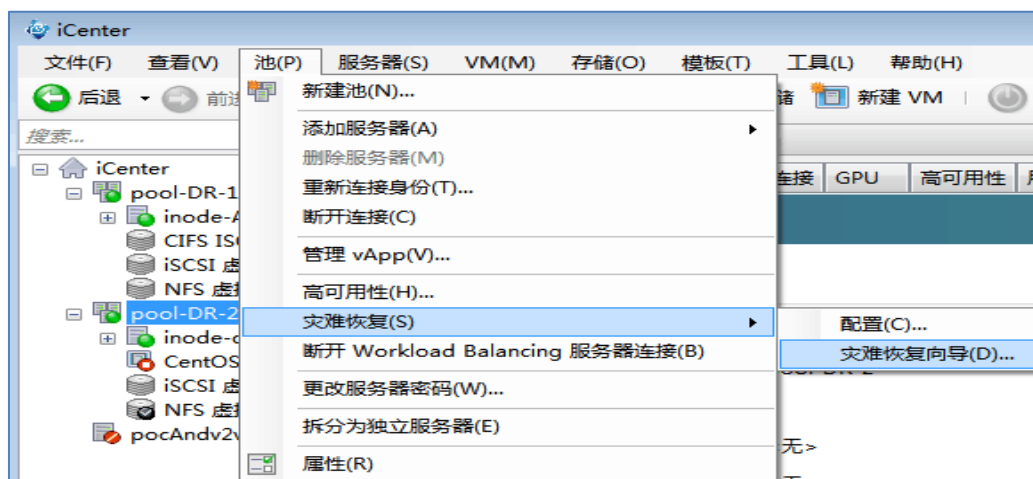 iCenter
文件(F) 查看(V) 池(P) 服务器(S) VM(M) 存储(O) 模板(T) 工具(L) 帮助(H)
后退 前进 储 新建 VM
搜索...
连接 GPU 高可用性
iCenter
pool-DR-1
inode-A
CIFS ISO
iSCSI 虚
NFS 虚
pool-DR-2
inode-c
CentOS
iSCSI 虚
NFS 虚
pocAndv2v
新建池(N)...
添加服务器(A)
删除服务器(M)
重新连接身份(T)...
断开连接(C)
管理 vApp(V)...
高可用性(H)...
灾难恢复(S)
断开 Workload Balancing 服务器连接(B)
更改服务器密码(W)...
拆分为独立服务器(E)
属性(R)
配置(C)...
灾难恢复向导(D)...
无>